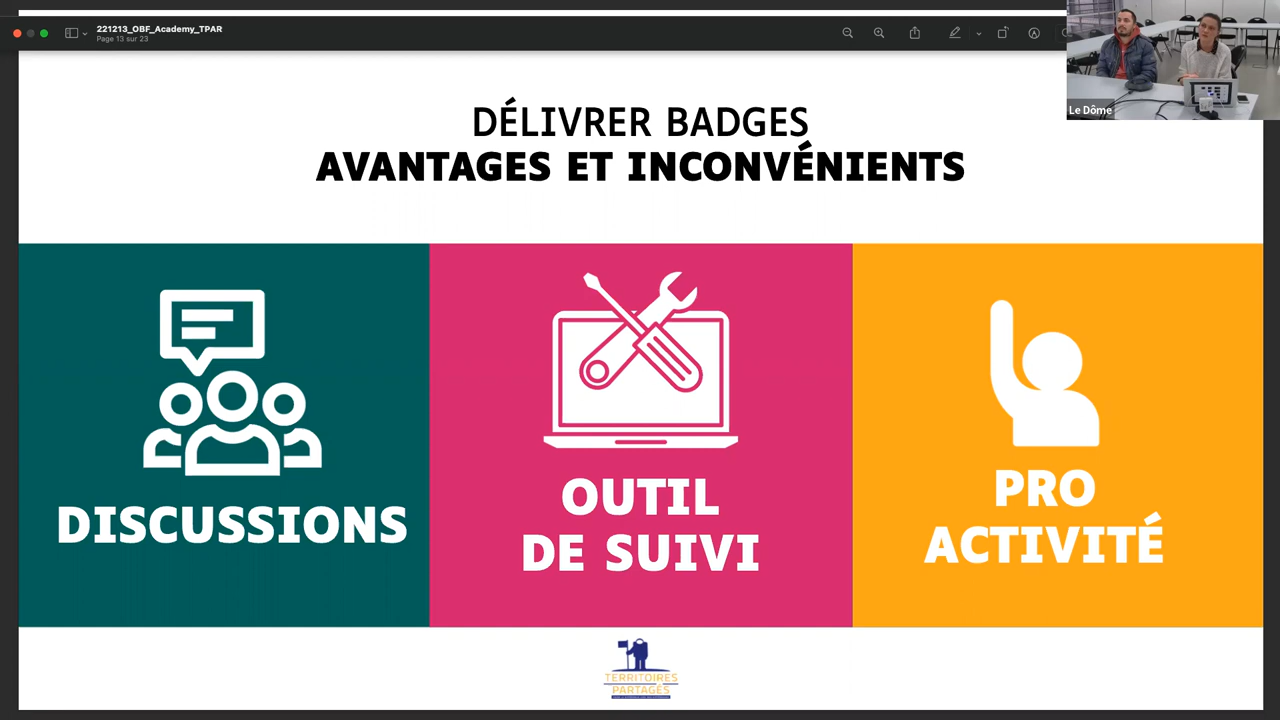 221213_OBF_Academy_TPAR
Page 13 sur 23
Le Dôme
DÉLIVRER BADGES
AVANTAGES ET INCONVÉNIENTS
DISCUSSIONS
OUTIL
DE SUIVI
PRO
ACTIVITÉ
TERRITOIRES
PARTAGÉS